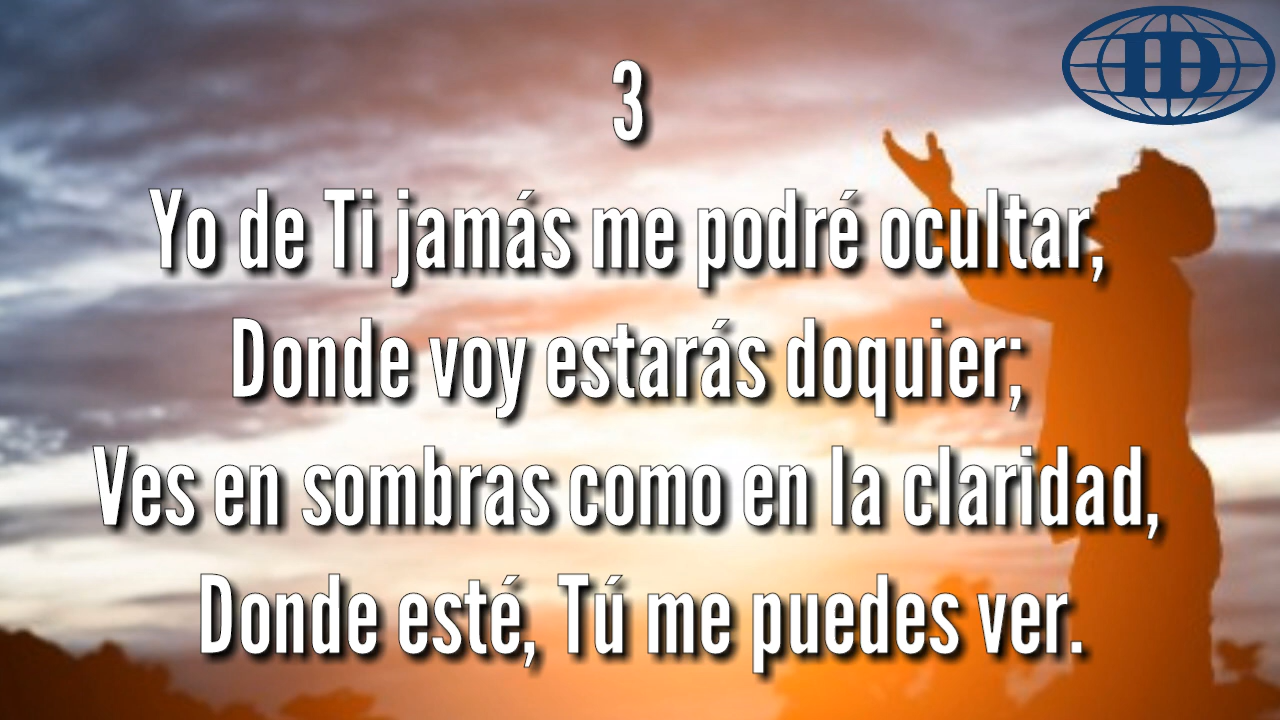 ID
3
Yo de Ti jamás me podré ocultar,
Donde voy estarás doquier;
Ves en sombras como en la claridad,
Donde esté, Tú me puedes ver.